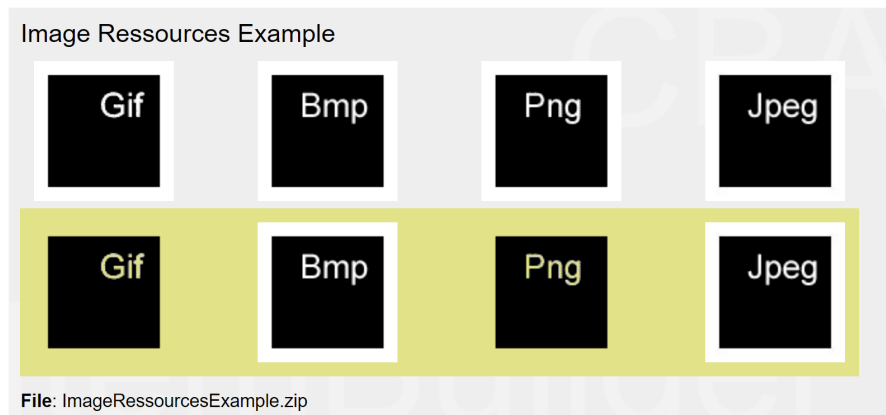 Image Ressources Example
Gif Bmp Png Jpeg
Gif Bmp Png Jpeg
File: ImageRessourcesExample.zip